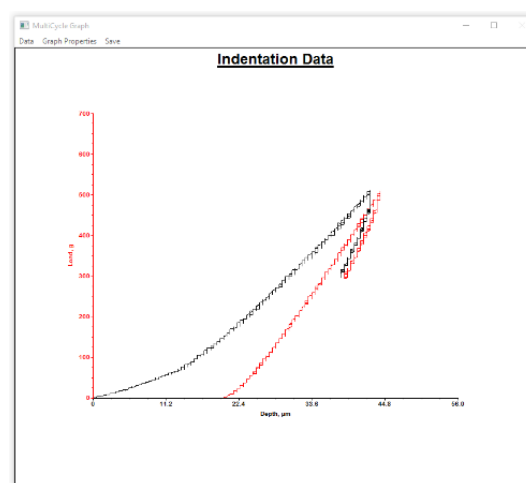 MultiCycle Graph
Data Graph Properties Save
Indentation Data
700
600
500
400
300
200
100
0
Load, g
0 11.2 22.4 33.6 44.8 56.0
Depth, µm